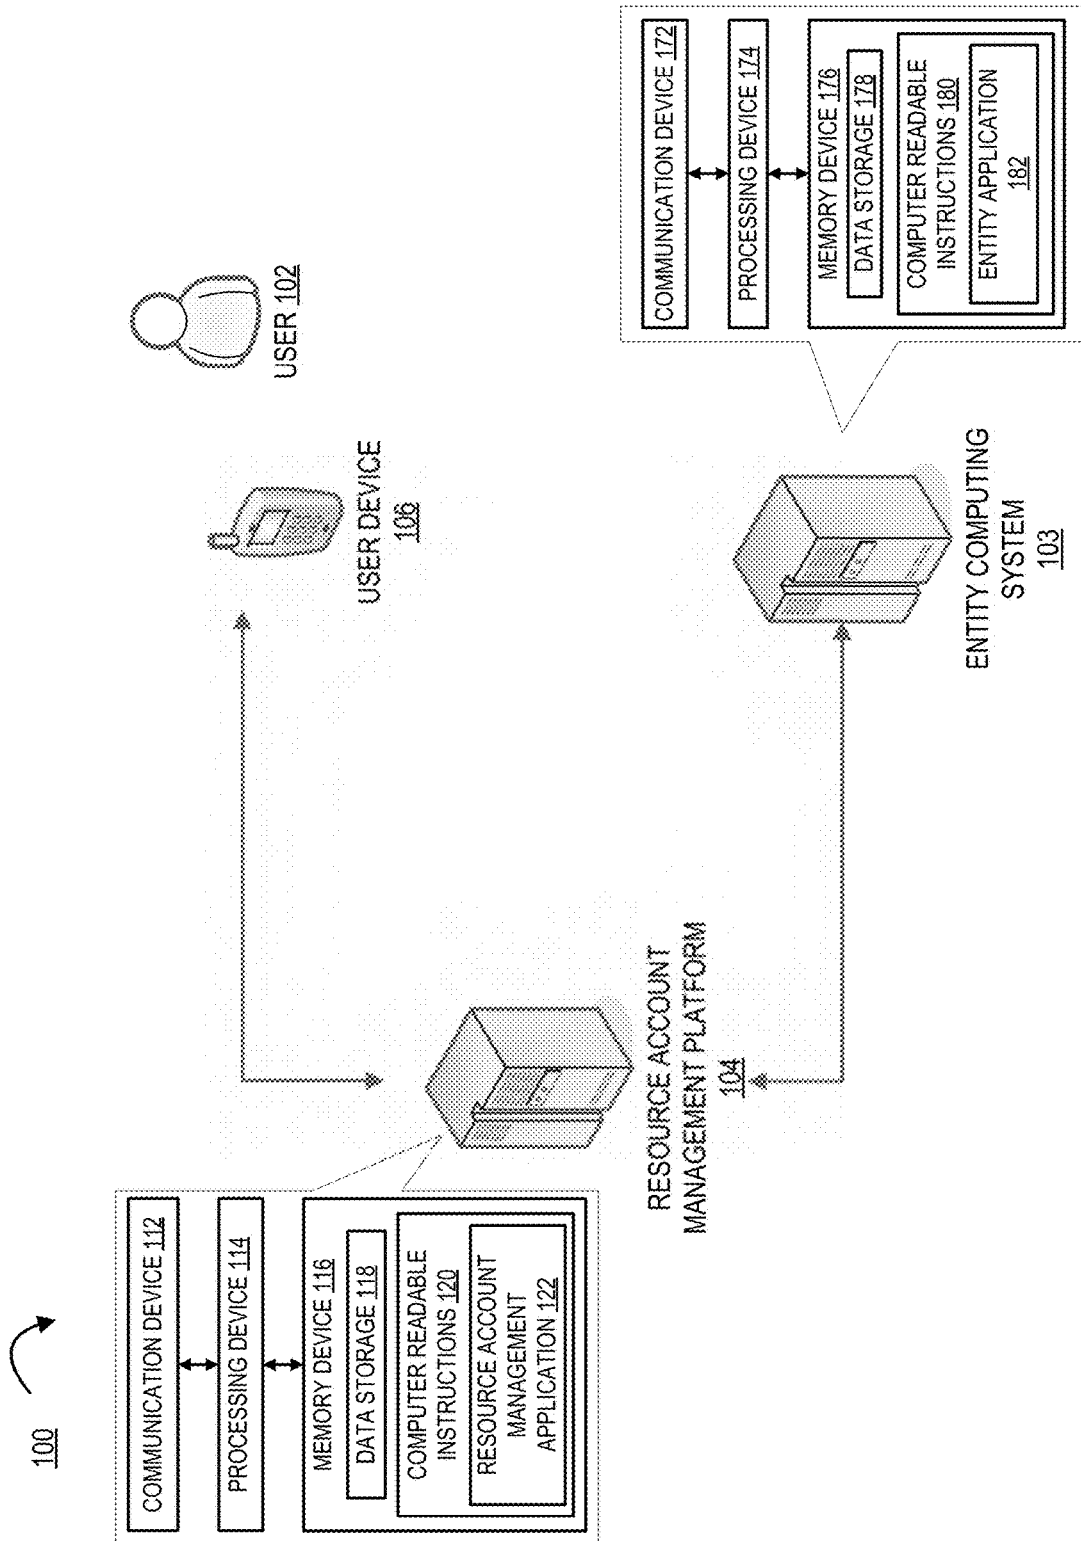 100
COMMUNICATION DEVICE 112
PROCESSING DEVICE 114
MEMORY DEVICE 116
DATA STORAGE 118
COMPUTER READABLE
INSTRUCTIONS 120
RESOURCE ACCOUNT
MANAGEMENT
APPLICATION 122
RESOURCE ACCOUNT
MANAGEMENT PLATFORM
104
USER DEVICE
106
USER 102
ENTITY COMPUTING
SYSTEM
103
COMMUNICATION DEVICE 172
PROCESSING DEVICE 174
MEMORY DEVICE 176
DATA STORAGE 178
COMPUTER READABLE
INSTRUCTIONS 180
ENTITY APPLICATION
182